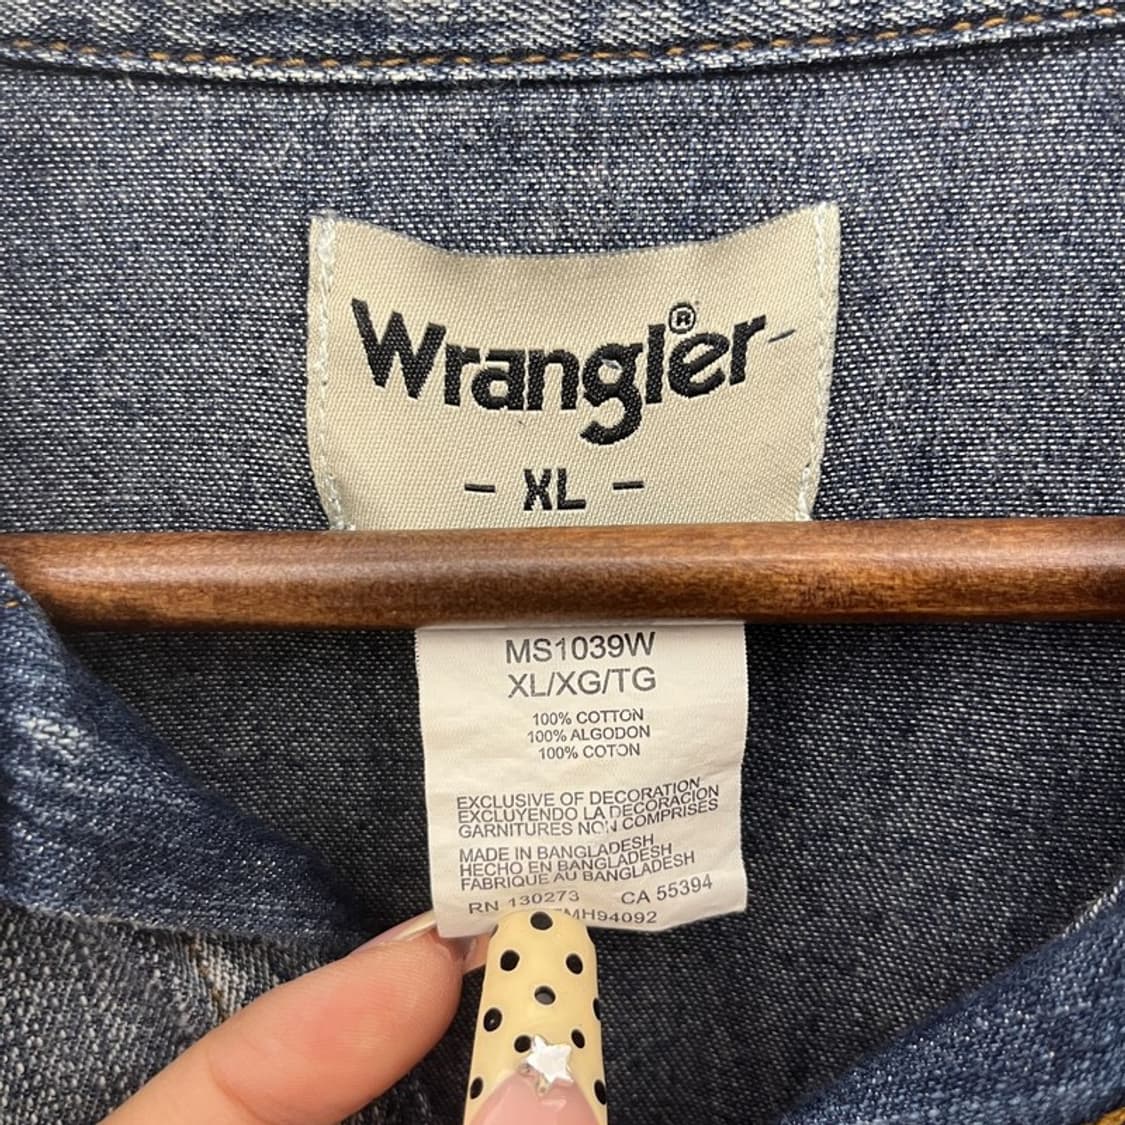 Wrangler®
- XL -
MS1039W
XL/XG/TG
100% COTTON
100% ALGODON
100% COTON
EXCLUSIVE OF DECORATION
EXCLUYENDO LA DECORACION
GARNITURES NON COMPRISES
MADE IN BANGLADESH
HECHO EN BANGLADESH
FABRIQUE AU BANGLADESH
RN 130273 CA 55394
MH94092